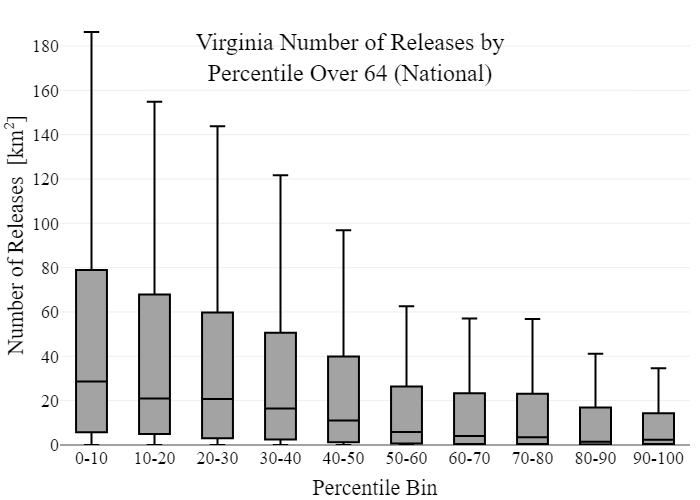 Virginia Number of Releases by
Percentile Over 64 (National)
Number of Releases [km²]
180
160
140
120
100
80
60
40
20
0
0-10 10-20 20-30 30-40 40-50 50-60 60-70 70-80 80-90 90-100
Percentile Bin